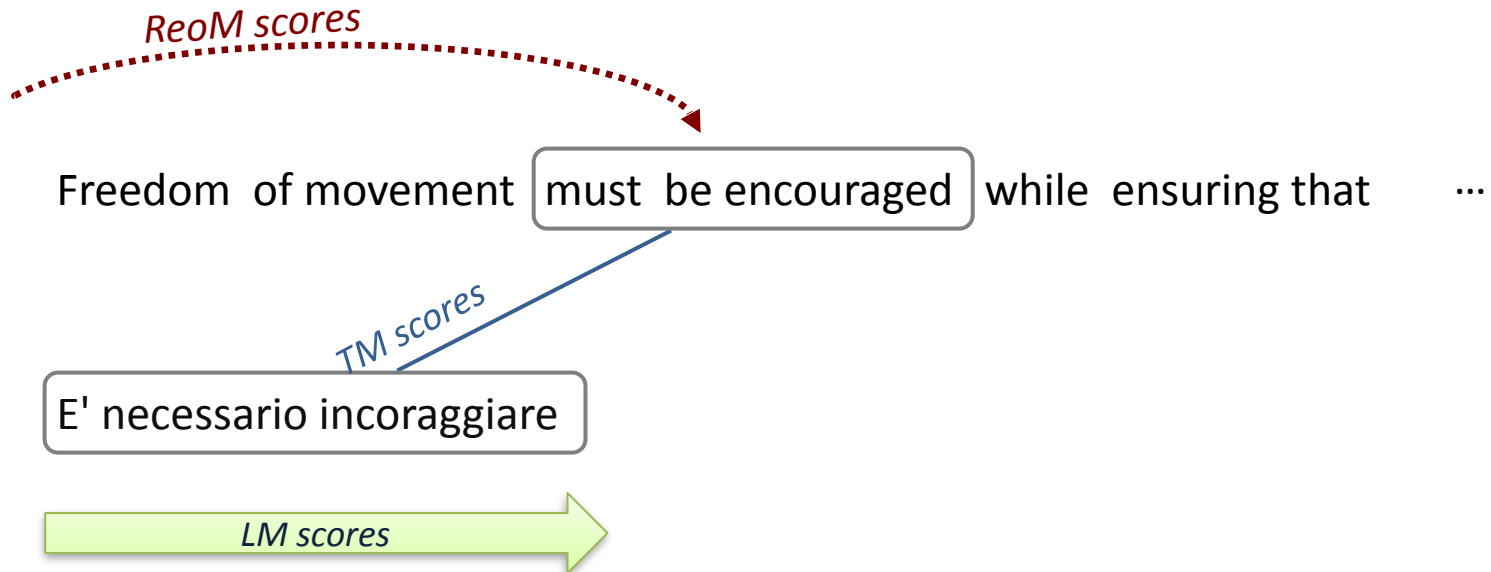 ReoM scores
Freedom of movement must be encouraged while ensuring that ...
TM scores
E' necessario incoraggiare
LM scores